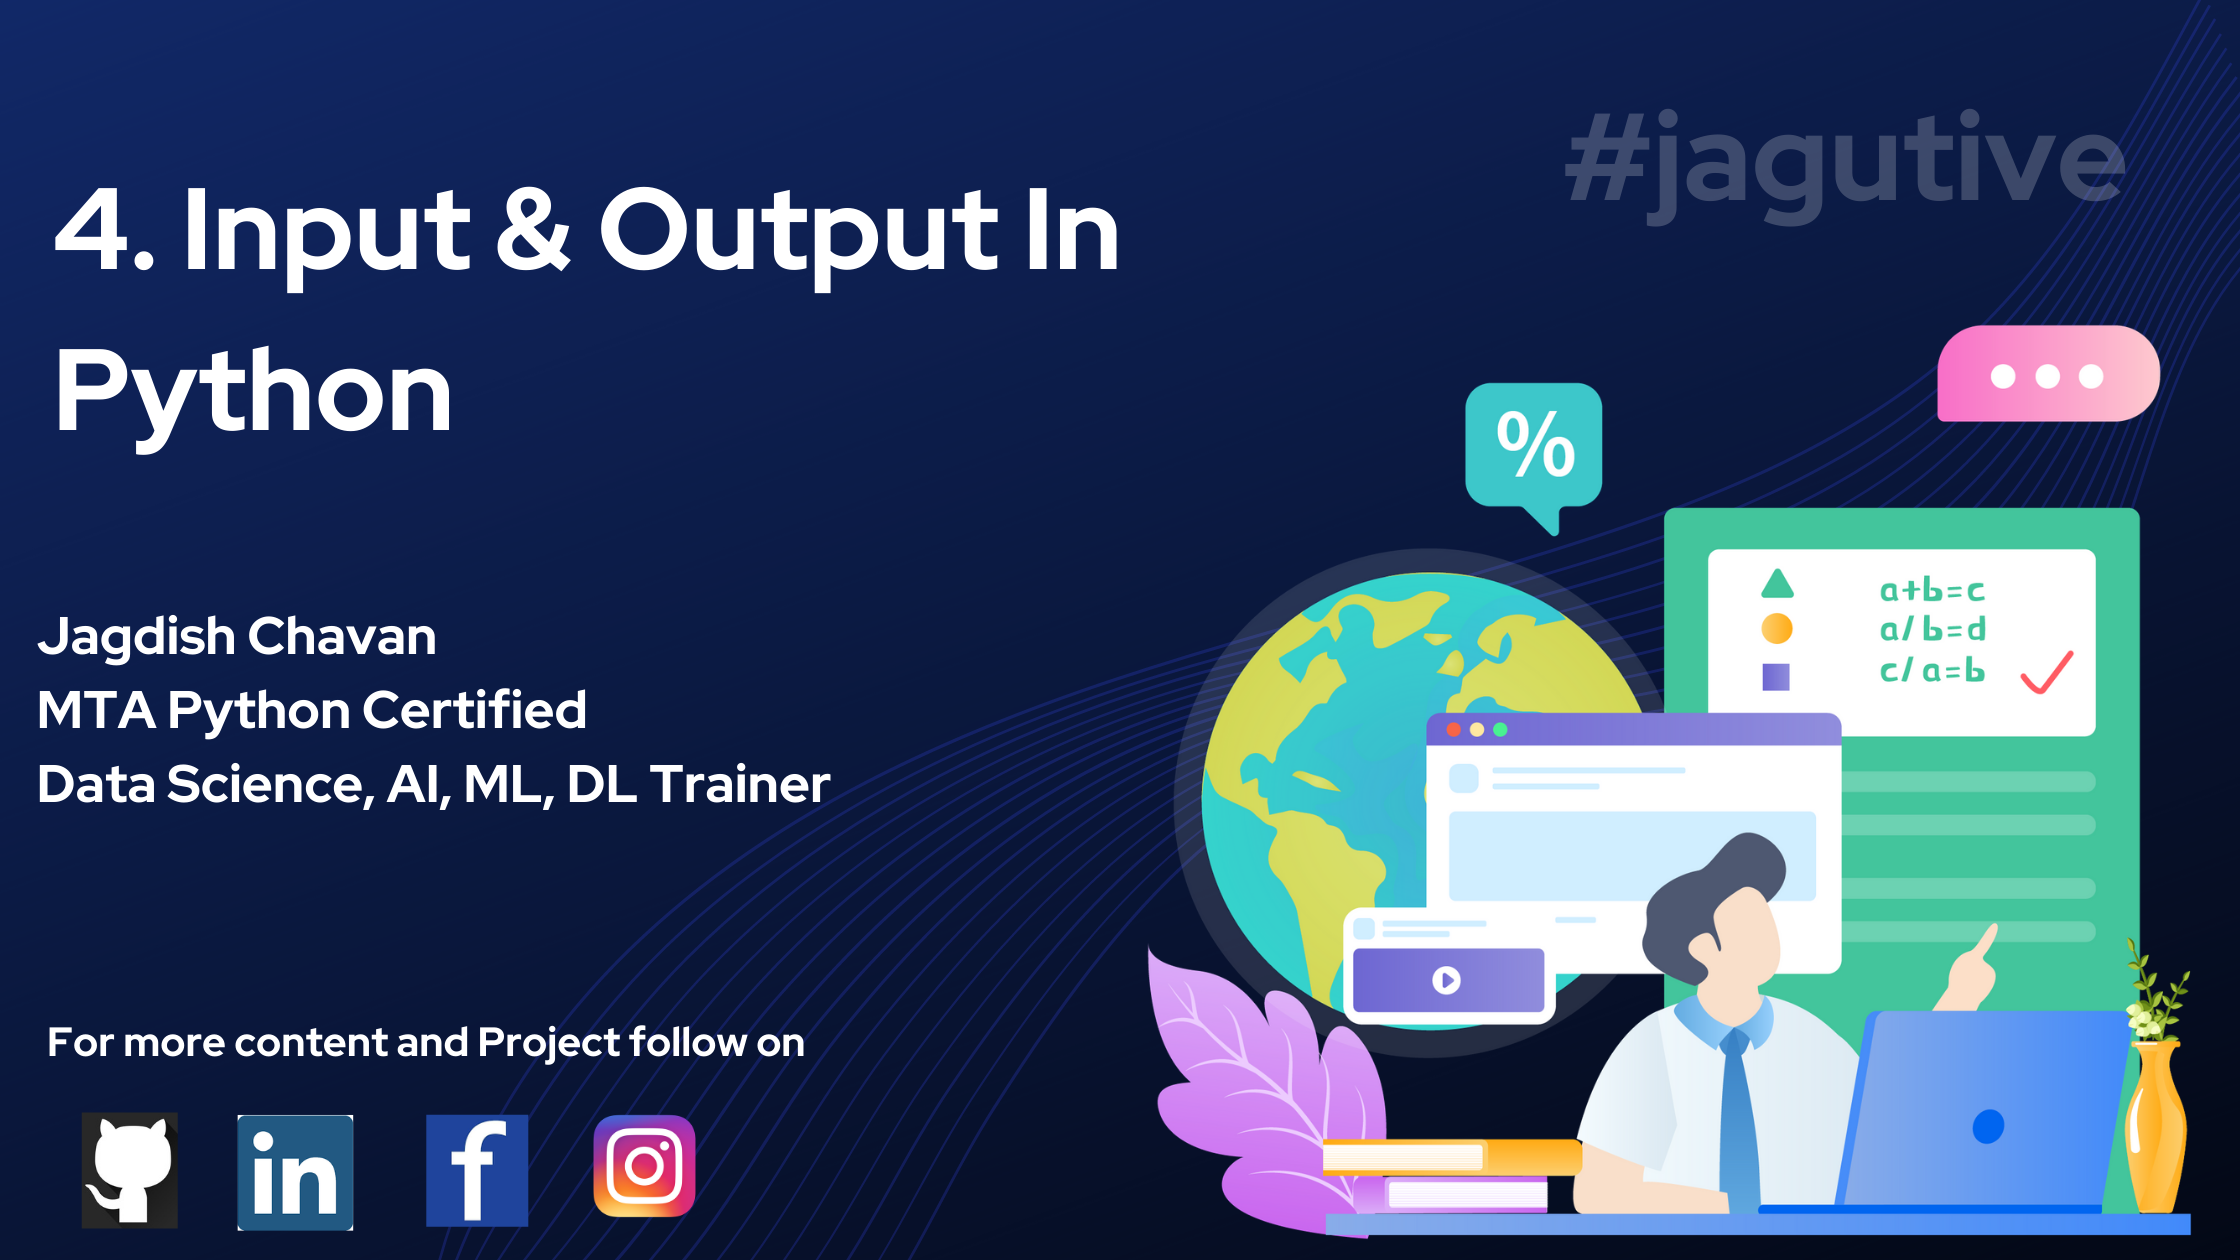 #jagutive
4. Input & Output In
Python
%
a+b=c
a/b=d
c/a=b
Jagdish Chavan
MTA Python Certified
Data Science, AI, ML, DL Trainer
For more content and Project follow on
in
f